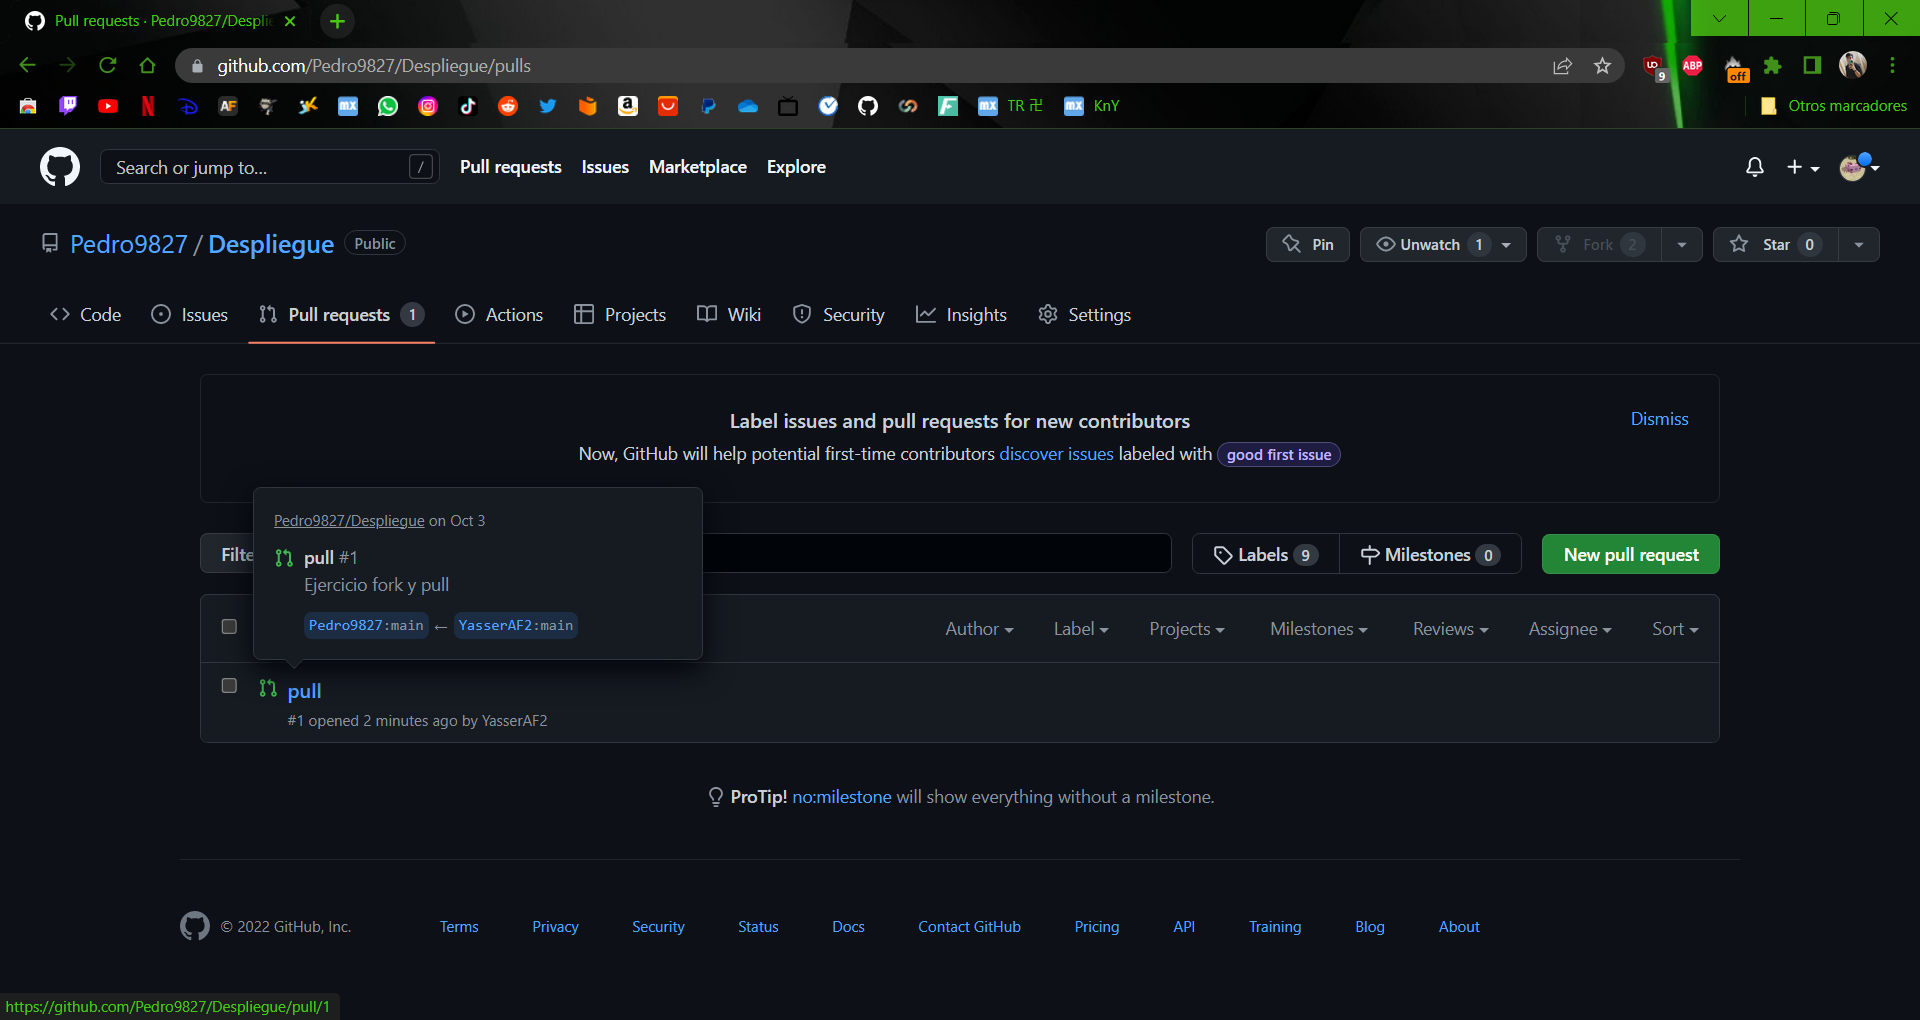 Pull requests · Pedro9827/Despli
github.com/Pedro9827/Despliegue/pulls
9
ABP
off
AF
mx
TR 卍
mx
KnY
mx
Otros marcadores
Search or jump to...
/
Pull requests
Issues
Marketplace
Explore
Pedro9827 / Despliegue
Public
Pin
Unwatch 1
Fork 2
Star 0
Code
Issues
Pull requests 1
Actions
Projects
Wiki
Security
Insights
Settings
Label issues and pull requests for new contributors
Dismiss
Now, GitHub will help potential first-time contributors discover issues labeled with good first issue
Pedro9827/Despliegue on Oct 3
pull #1
Ejercicio fork y pull
Pedro9827:main ← YasserAF2:main
Filte
Labels 9
Milestones 0
New pull request
Author
Label
Projects
Milestones
Reviews
Assignee
Sort
pull
#1 opened 2 minutes ago by YasserAF2
ProTip! no:milestone will show everything without a milestone.
© 2022 GitHub, Inc.
Terms
Privacy
Security
Status
Docs
Contact GitHub
Pricing
API
Training
Blog
About
https://github.com/Pedro9827/Despliegue/pull/1